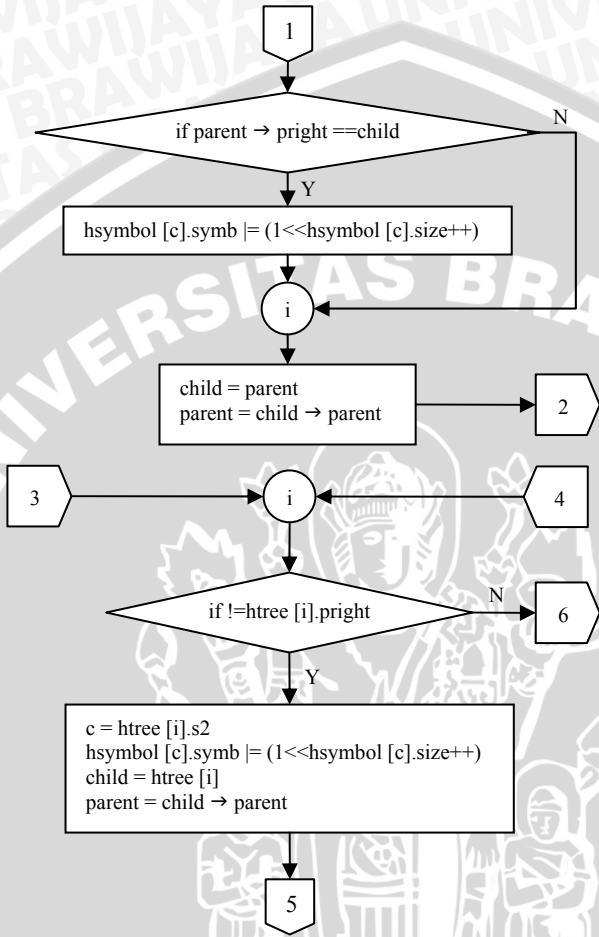 1
if parent → pright ==child
N
Y
hsymbol [c].symb |= (1<<hsymbol [c].size++)
i
child = parent
parent = child → parent
2
3
i
4
if !=htree [i].pright
N
6
Y
c = htree [i].s2
hsymbol [c].symb |= (1<<hsymbol [c].size++)
child = htree [i]
parent = child → parent
5